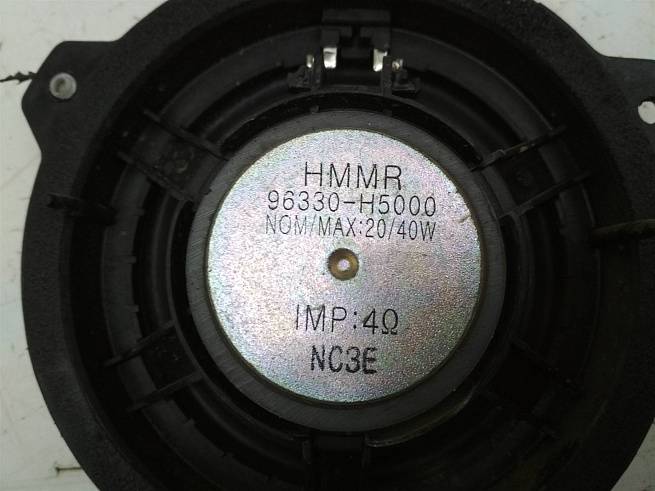 HMMR
96330-H5000
NOM/MAX:20/40W
IMP:4Ω
NC3E